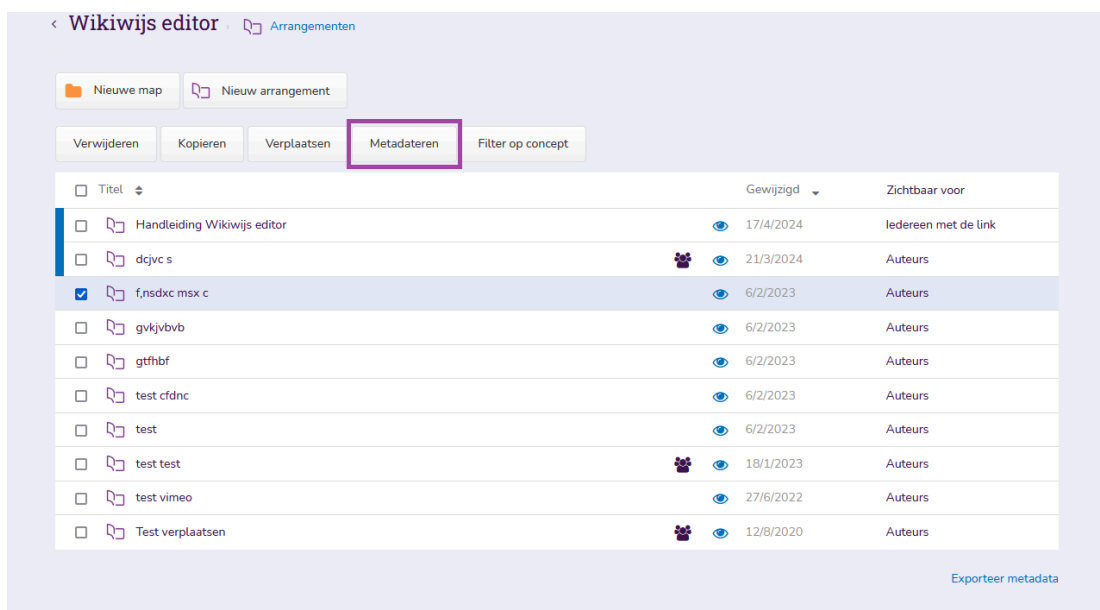 Wikiwijs editor Arrangementen
Nieuwe map Nieuw arrangement
Verwijderen Kopieren Verplaatsen Metadateren Filter op concept
Titel Gewijzigd Zichtbaar voor
Handleiding Wikiwijs editor 17/4/2024 Iedereen met de link
dcjvc s 21/3/2024 Auteurs
f,nsdxc msx c 6/2/2023 Auteurs
gvkjvbvb 6/2/2023 Auteurs
gtfhbf 6/2/2023 Auteurs
test cfdnc 6/2/2023 Auteurs
test 6/2/2023 Auteurs
test test 18/1/2023 Auteurs
test vimeo 27/6/2022 Auteurs
Test verplaatsen 12/8/2020 Auteurs
Exporteer metadata